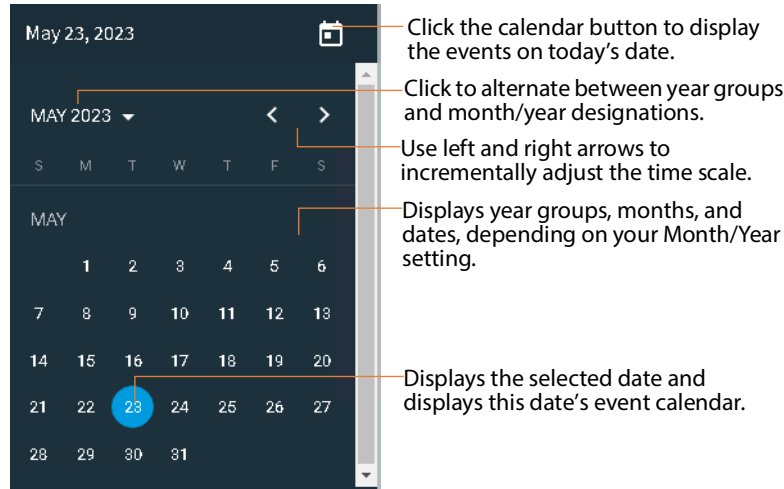 May 23, 2023
Click the calendar button to display
the events on today’s date.
Click to alternate between year groups
and month/year designations.
MAY 2023
Use left and right arrows to
incrementally adjust the time scale.
S M T W T F S
Displays year groups, months, and
dates, depending on your Month/Year
setting.
MAY
1 2 3 4 5 6
7 8 9 10 11 12 13
14 15 16 17 18 19 20
Displays the selected date and
displays this date’s event calendar.
21 22 23 24 25 26 27
28 29 30 31